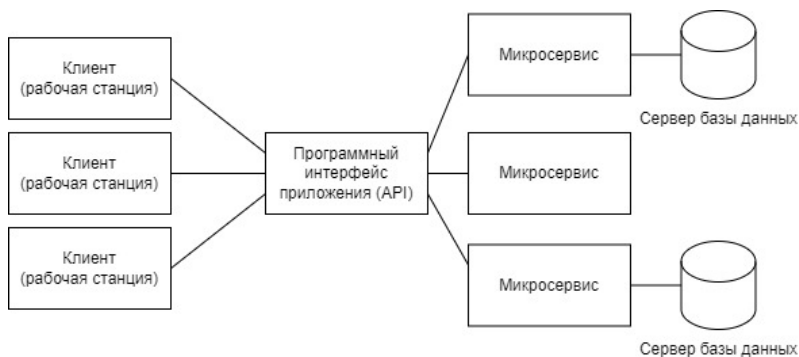 Клиент
(рабочая станция)
Клиент
(рабочая станция)
Клиент
(рабочая станция)
Программный
интерфейс
приложения (API)
Микросервис
Сервер базы данных
Микросервис
Микросервис
Сервер базы данных